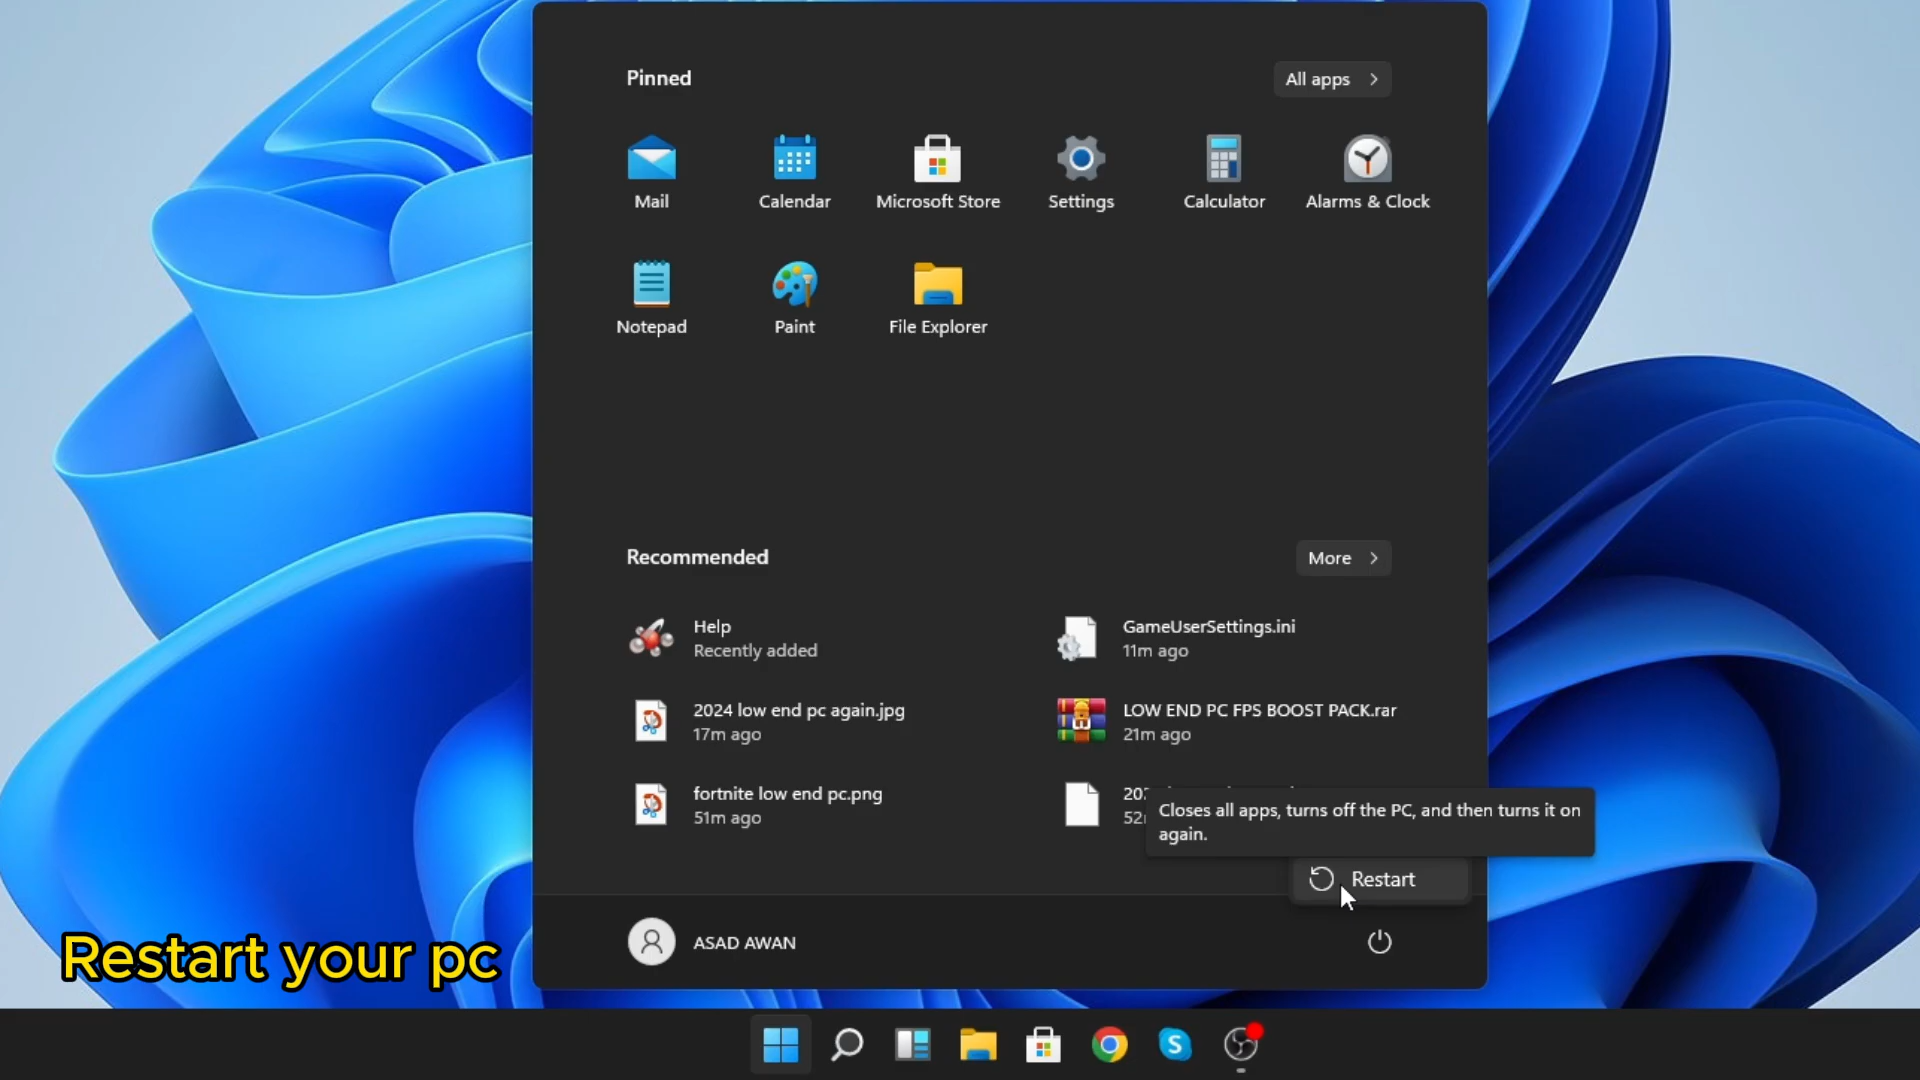 Pinned
All apps
Mail
Calendar
Microsoft Store
Settings
Calculator
Alarms & Clock
Notepad
Paint
File Explorer
Recommended
More
Help
Recently added
GameUserSettings.ini
11m ago
2024 low end pc again.jpg
17m ago
LOW END PC FPS BOOST PACK.rar
21m ago
fortnite low end pc.png
51m ago
Closes all apps, turns off the PC, and then turns it on
again.
Restart
ASAD AWAN
Restart your pc